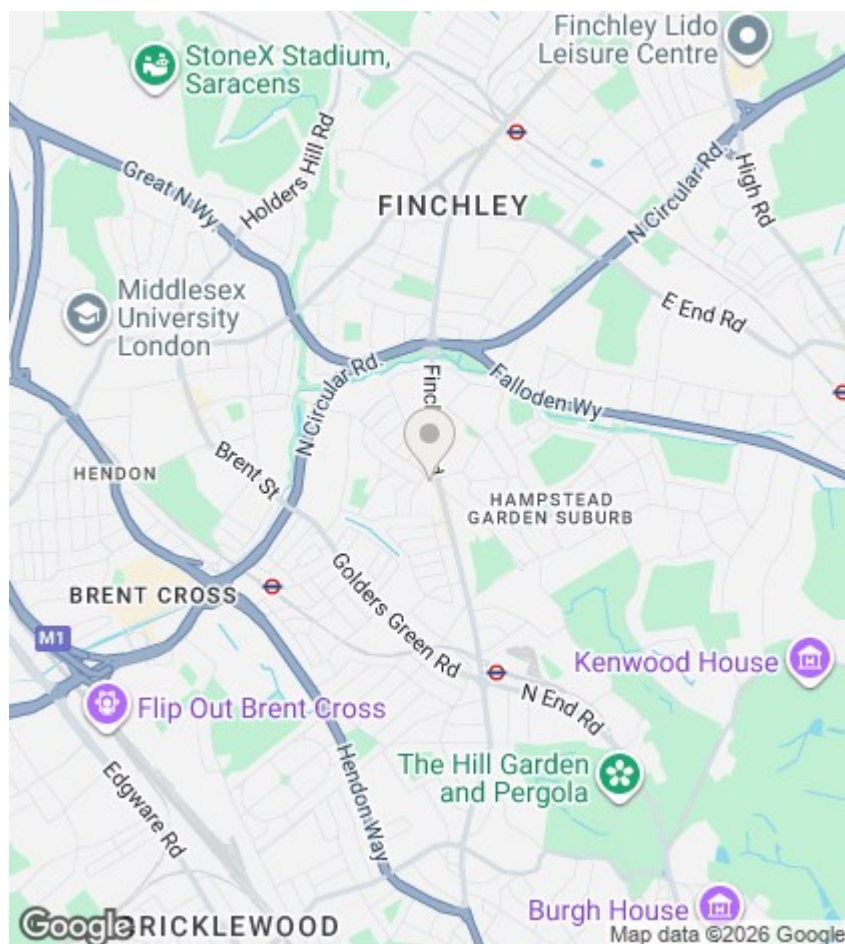 Finchley Lido
Leisure Centre
StoneX Stadium,
Saracens
Holders Hill Rd
Great N Wy
High Rd
N Circular Rd
FINCHLEY
Middlesex
University
London
E End Rd
N Circular Rd
Falloden Wy
Finchl
HENDON
Brent St
HAMPSTEAD
GARDEN SUBURB
BRENT CROSS
Golders Green Rd
M1
Kenwood House
N End Rd
Flip Out Brent Cross
The Hill Garden
and Pergola
Hendon Way
Edgware Rd
Burgh House
Google
BRICKLEWOOD
Map data ©2026 Google